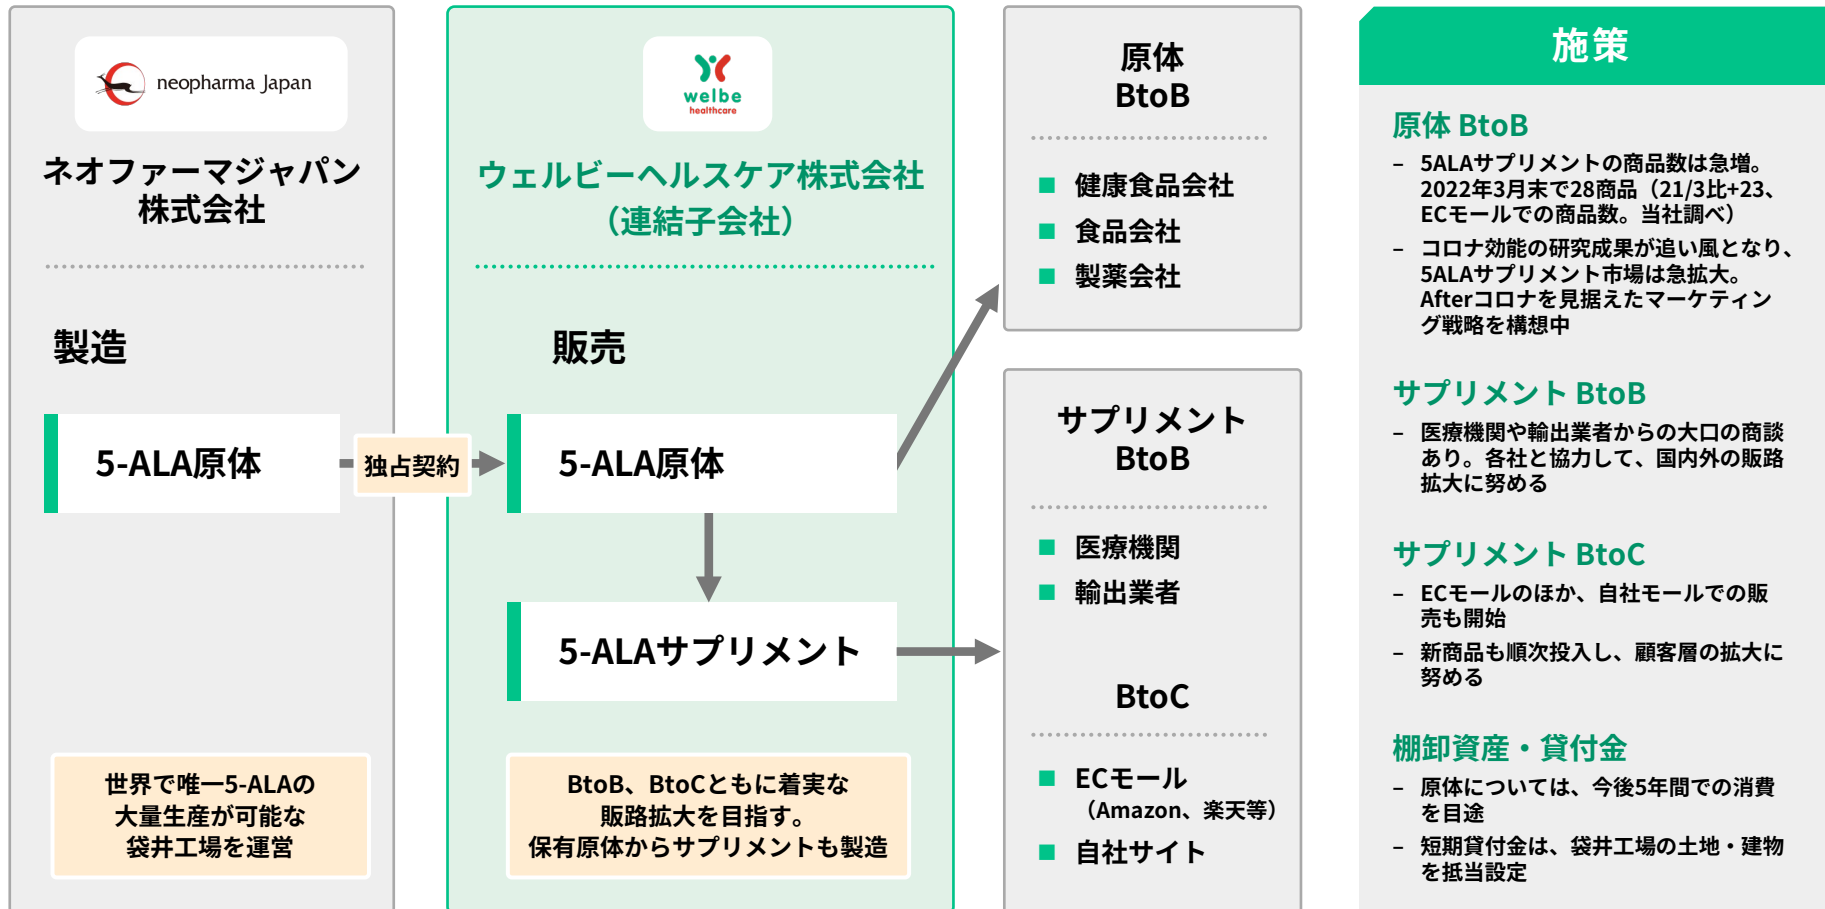 neopharma Japan
ネオファーマジャパン
株式会社
製造
5-ALA原体
世界で唯一5-ALAの
大量生産が可能な
袋井工場を運営
独占契約
welbe
healthcare
ウェルビーヘルスケア株式会社
（連結子会社）
販売
5-ALA原体
5-ALAサプリメント
BtoB、BtoCともに着実な
販路拡大を目指す。
保有原体からサプリメントも製造
原体
BtoB
■ 健康食品会社
■ 食品会社
■ 製薬会社
サプリメント
BtoB
■ 医療機関
■ 輸出業者
BtoC
■ ECモール
（Amazon、楽天等）
■ 自社サイト
施策
原体 BtoB
– 5ALAサプリメントの商品数は急増。
2022年3月末で28商品（21/3比+23、
ECモールでの商品数。当社調べ）
– コロナ効能の研究成果が追い風となり、
5ALAサプリメント市場は急拡大。
Afterコロナを見据えたマーケティン
グ戦略を構想中
サプリメント BtoB
– 医療機関や輸出業者からの大口の商談
あり。各社と協力して、国内外の販路
拡大に努める
サプリメント BtoC
– ECモールのほか、自社モールでの販
売も開始
– 新商品も順次投入し、顧客層の拡大に
努める
棚卸資産・貸付金
– 原体については、今後5年間での消費
を目途
– 短期貸付金は、袋井工場の土地・建物
を抵当設定